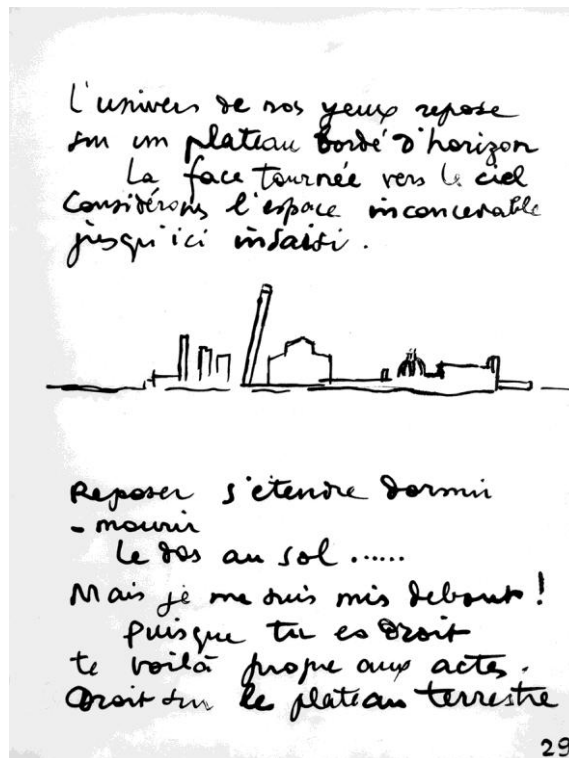 L'univers de nos yeux repose
sur un plateau bordé d'horizon
La face tournée vers le ciel
Considérons l'espace inconcevable
jusqu'ici insaisi.
Reposer s'étendre dormir
- mourir
Le dos au sol ......
Mais je me suis mis debout !
Puisque tu es droit
te voilà propre aux actes.
Droit sur le plateau terrestre
29